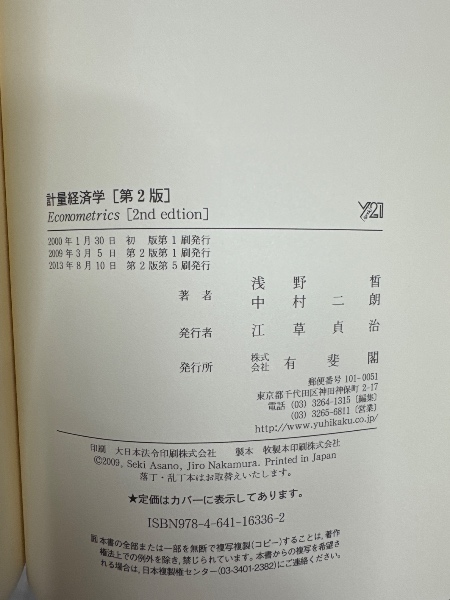 計量経済学［第2版］
Econometrics［2nd edtion］
Y21
2000年1月30日 初 版第1刷発行
2009年3月5日 第2版第1刷発行
2013年8月10日 第2版第5刷発行
著者 浅野 皙
中村二朗
発行者 江草貞治
発行所 株式会社 有斐閣
郵便番号 101-0051
東京都千代田区神田神保町2-17
電話 (03) 3264-1315〔編集〕
(03) 3265-6811〔営業〕
http://www.yuhikaku.co.jp/
印刷 大日本法令印刷株式会社 製本 牧製本印刷株式会社
©2009, Seki Asano, Jiro Nakamura. Printed in Japan
落丁・乱丁本はお取替えいたします。
★定価はカバーに表示してあります。
ISBN978-4-641-16336-2
本書の全部または一部を無断で複写複製(コピー)することは，著作
権法上での例外を除き，禁じられています。本書からの複写を希望さ
れる場合は，日本複製権センター(03-3401-2382)にご連絡ください。